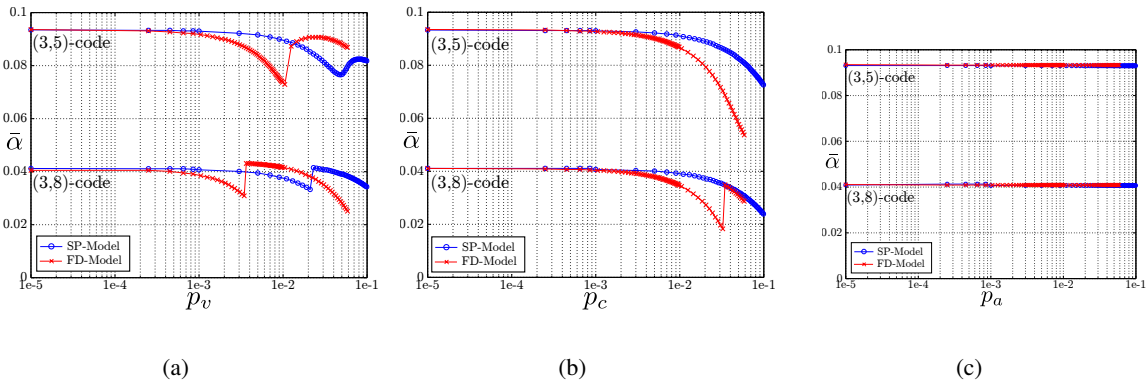 0.1
(3,5)-code
0.08
0.06
ᾱ
0.04
(3,8)-code
0.02
SP-Model
FD-Model
0
1e-5 1e-4 1e-3 1e-2 1e-1
p_v
(a)
0.1
(3,5)-code
0.08
0.06
ᾱ
0.04
(3,8)-code
0.02
SP-Model
FD-Model
0
1e-5 1e-4 1e-3 1e-2 1e-1
p_c
(b)
0.1
(3,5)-code
0.08
0.06
ᾱ
0.04
(3,8)-code
0.02
SP-Model
FD-Model
0
1e-5 1e-4 1e-3 1e-2 1e-1
p_a
(c)